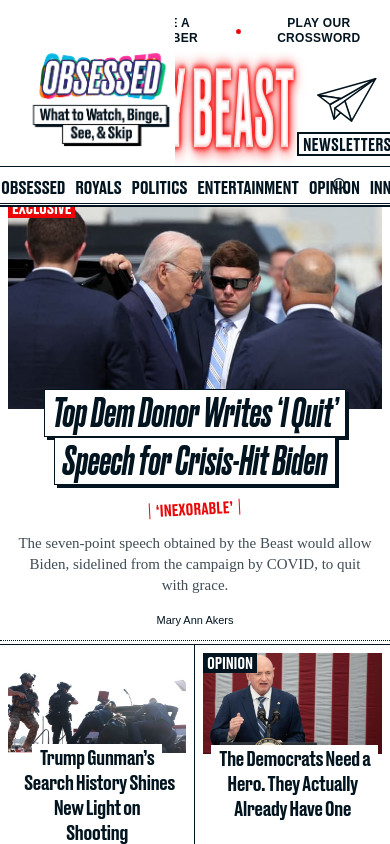 E A
BER
PLAY OUR
CROSSWORD
OBSESSED
What to Watch, Binge,
See, & Skip
Y BEAST
NEWSLETTERS
OBSESSED ROYALS POLITICS ENTERTAINMENT OPINION INN
EXCLUSIVE
Top Dem Donor Writes ‘I Quit’
Speech for Crisis-Hit Biden
‘INEXORABLE’
The seven-point speech obtained by the Beast would allow
Biden, sidelined from the campaign by COVID, to quit
with grace.
Mary Ann Akers
Trump Gunman’s
Search History Shines
New Light on
Shooting
OPINION
The Democrats Need a
Hero. They Actually
Already Have One